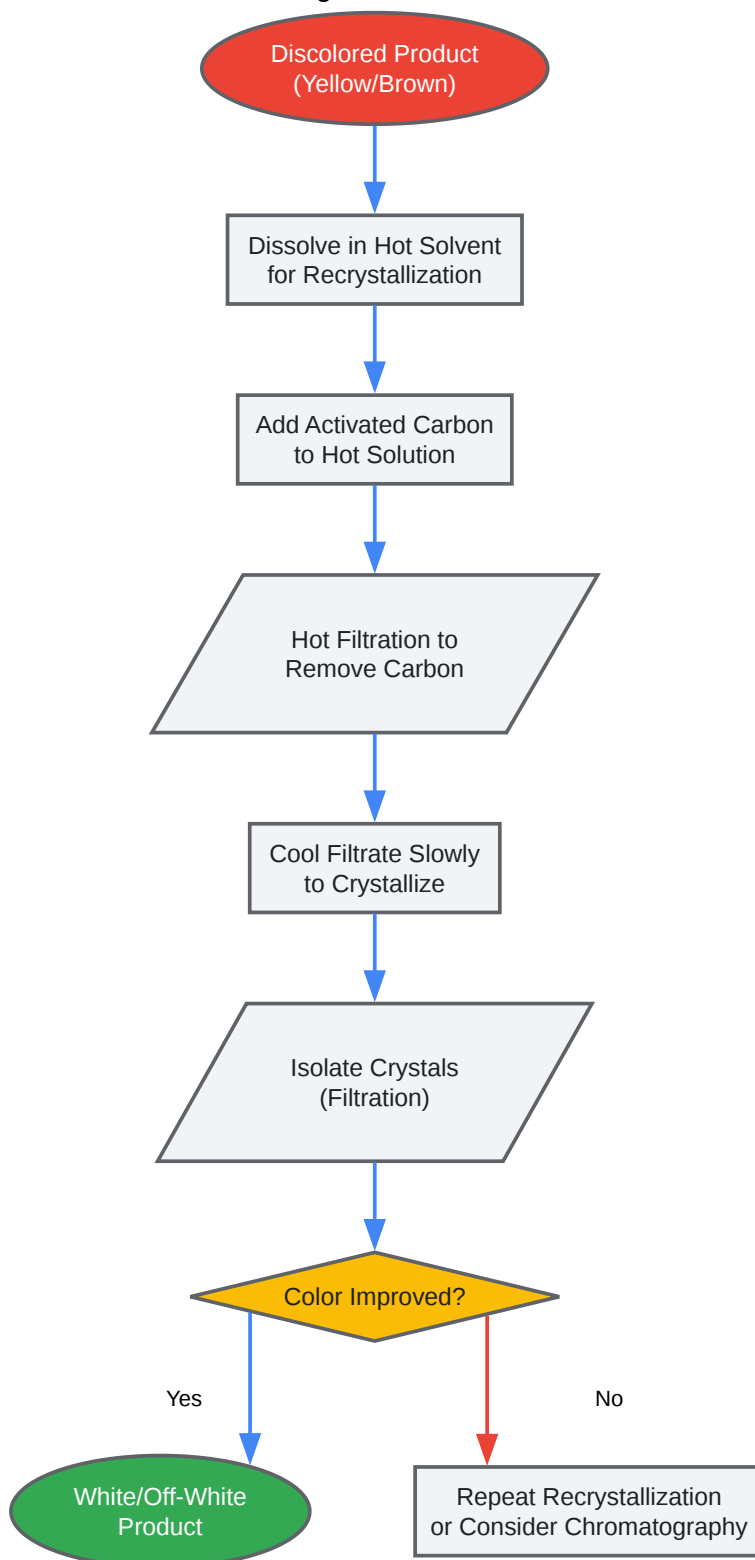 Discolored Product
(Yellow/Brown)
Dissolve in Hot Solvent
for Recrystallization
Add Activated Carbon
to Hot Solution
Hot Filtration to
Remove Carbon
Cool Filtrate Slowly
to Crystallize
Isolate Crystals
(Filtration)
Color Improved?
Yes
No
White/Off-White
Product
Repeat Recrystallization
or Consider Chromatography